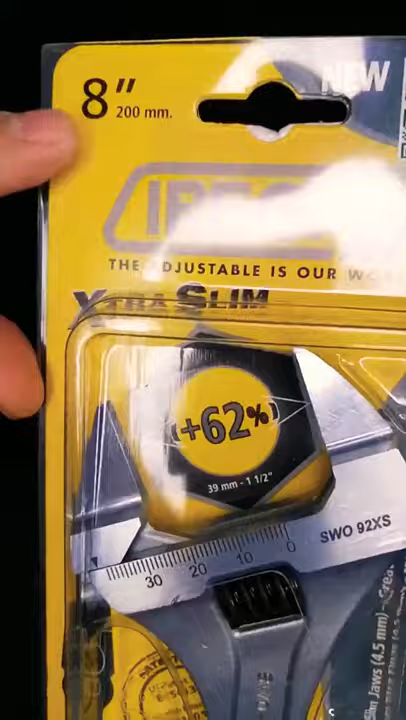 8"
200 mm.
NEW
THE ADJUSTABLE IS OUR
XTRA SLIM
(+62%)
39 mm - 1 1/2"
SWO 92XS
30 20 10 0
Jaws (4.5 mm) - Grea